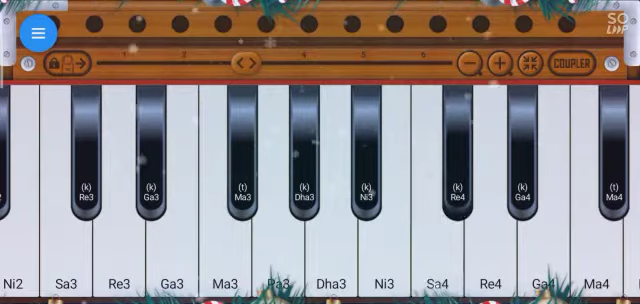 SO
LOOP
1 2 3 4 5 6
COUPLER
(k)
Re3
(k)
Ga3
(t)
Ma3
(k)
Dha3
(k)
Ni3
(k)
Re4
(k)
Ga4
(t)
Ma4
Ni2 Sa3 Re3 Ga3 Ma3 Pa3 Dha3 Ni3 Sa4 Re4 Ga4 Ma4